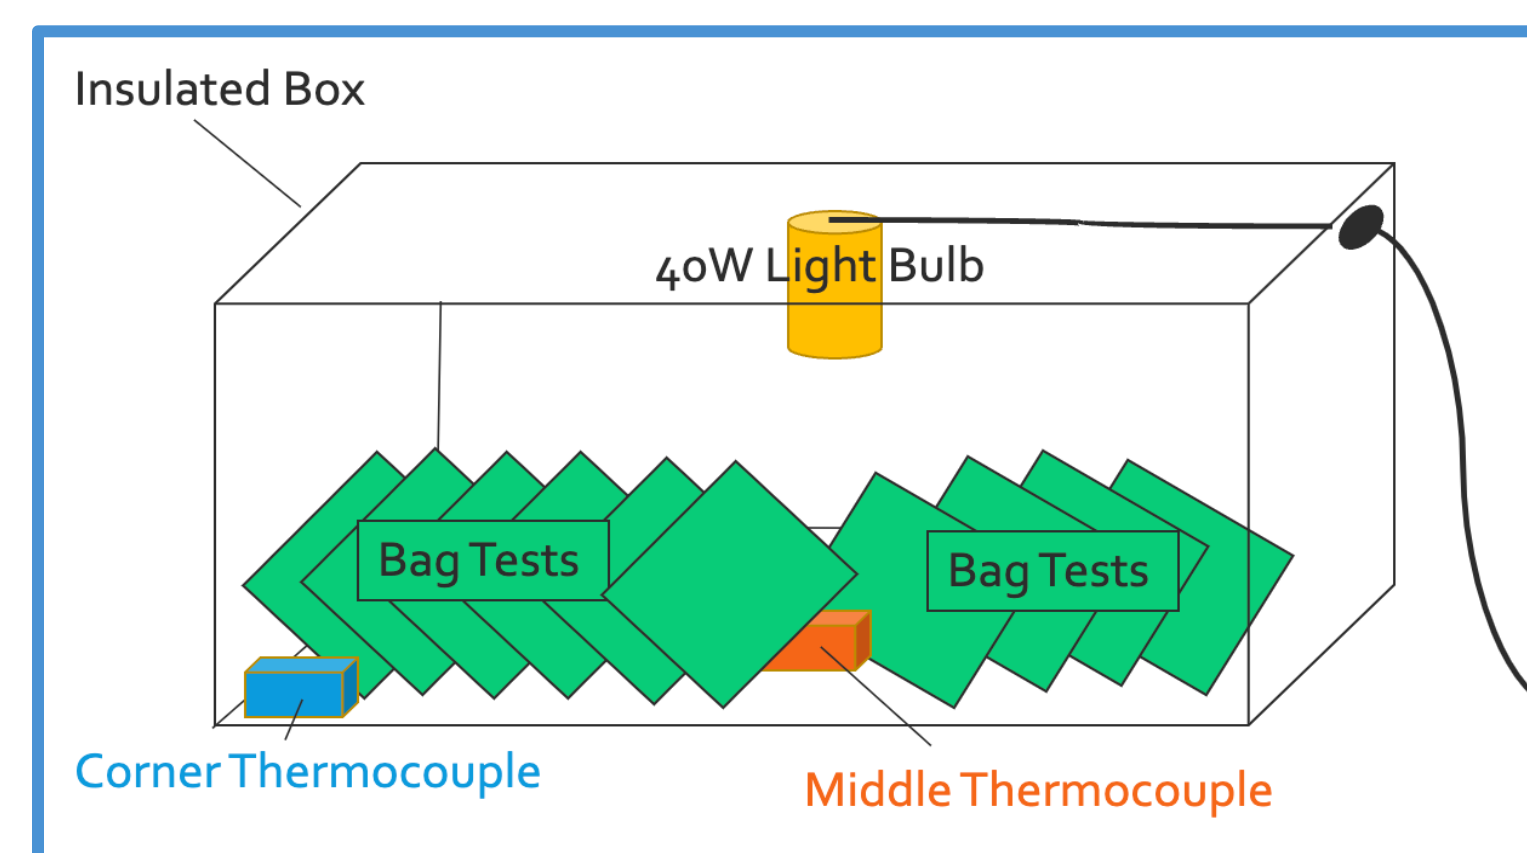 Insulated Box
40W Light Bulb
Bag Tests
Bag Tests
Corner Thermocouple
Middle Thermocouple